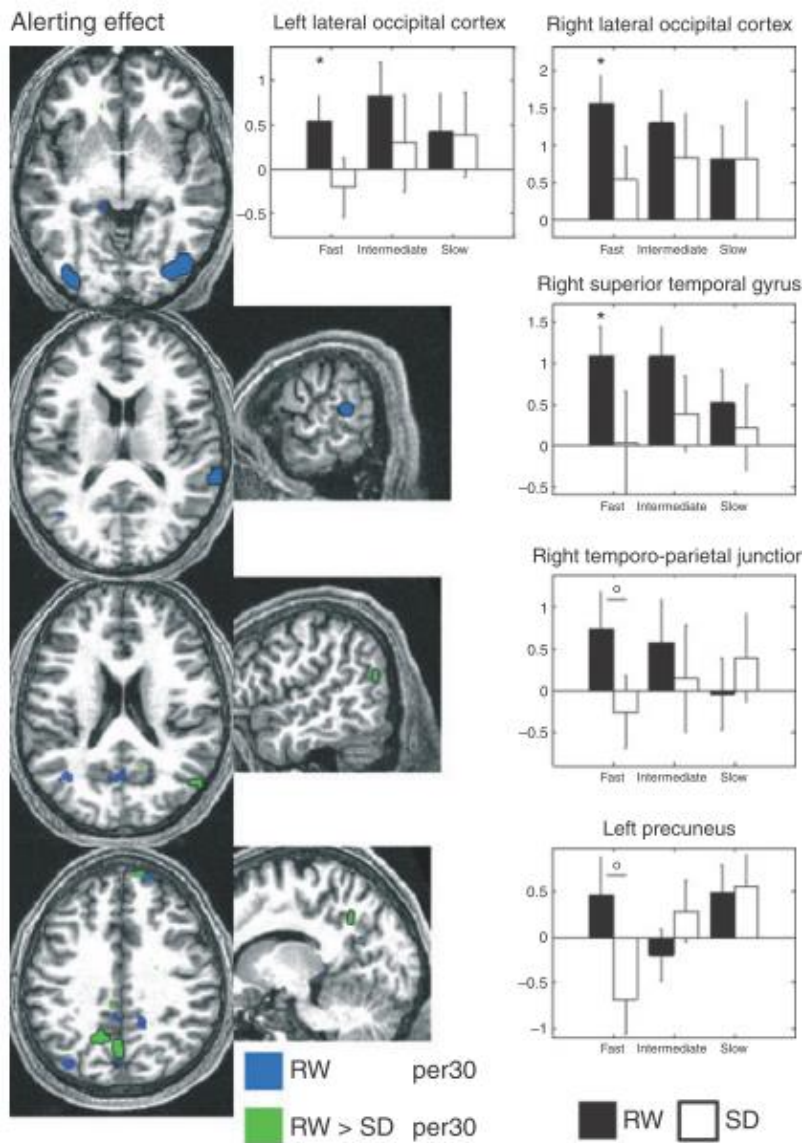 Alerting effect
Left lateral occipital cortex
1
0.5
0
−0.5
*
Fast Intermediate Slow
Right lateral occipital cortex
2
1.5
1
0.5
0
*
Fast Intermediate Slow
Right superior temporal gyrus
1.5
1
0.5
0
−0.5
*
Fast Intermediate Slow
Right temporo-parietal junction
1
0.5
0
−0.5
Fast Intermediate Slow
Left precuneus
0.5
0
−0.5
−1
Fast Intermediate Slow
RW per30
RW > SD per30
RW SD